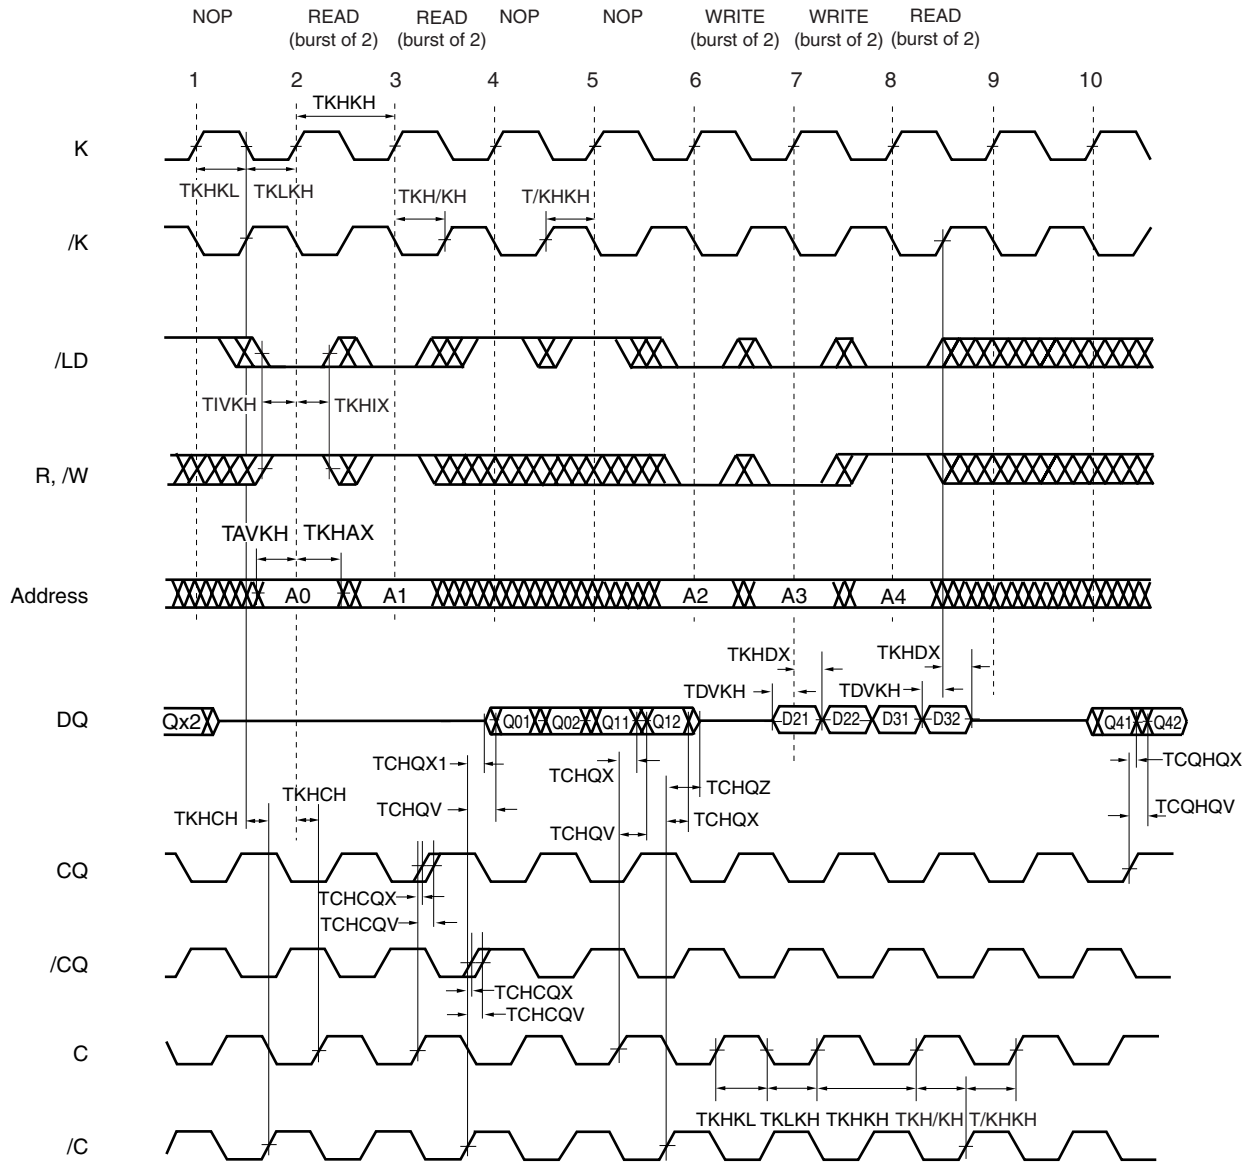 NOP READ READ NOP NOP WRITE WRITE READ
(burst of 2) (burst of 2) (burst of 2) (burst of 2) (burst of 2)
1 2 3 4 5 6 7 8 9 10
TKHKH
K
TKHKL TKLKH TKH/KH T/KHKH
/K
/LD
TIVKH TKHIX
R, /W
TAVKH TKHAX
Address A0 A1 A2 A3 A4
TKHDX TKHDX
TDVKH TDVKH
DQ Qx2 Q01 Q02 Q11 Q12 D21 D22 D31 D32 Q41 Q42
TCHQX1 TCHQX TCQHQX
TKHCH TCHQZ
TCHQV TCQHQV
TKHCH TCHQX
TCHQV
CQ
TCHCQX
TCHCQV
/CQ
TCHCQX
TCHCQV
C
TKHKL TKLKH TKHKH TKH/KH T/KHKH
/C